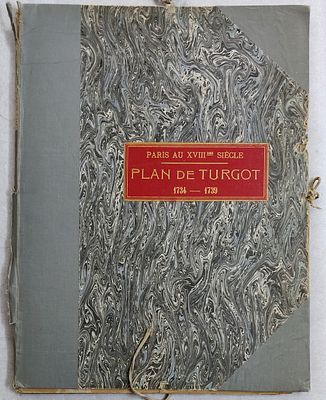 PARIS AU XVIIIᵐᵉ SIÈCLE
PLAN DE TURGOT
1734 — 1739